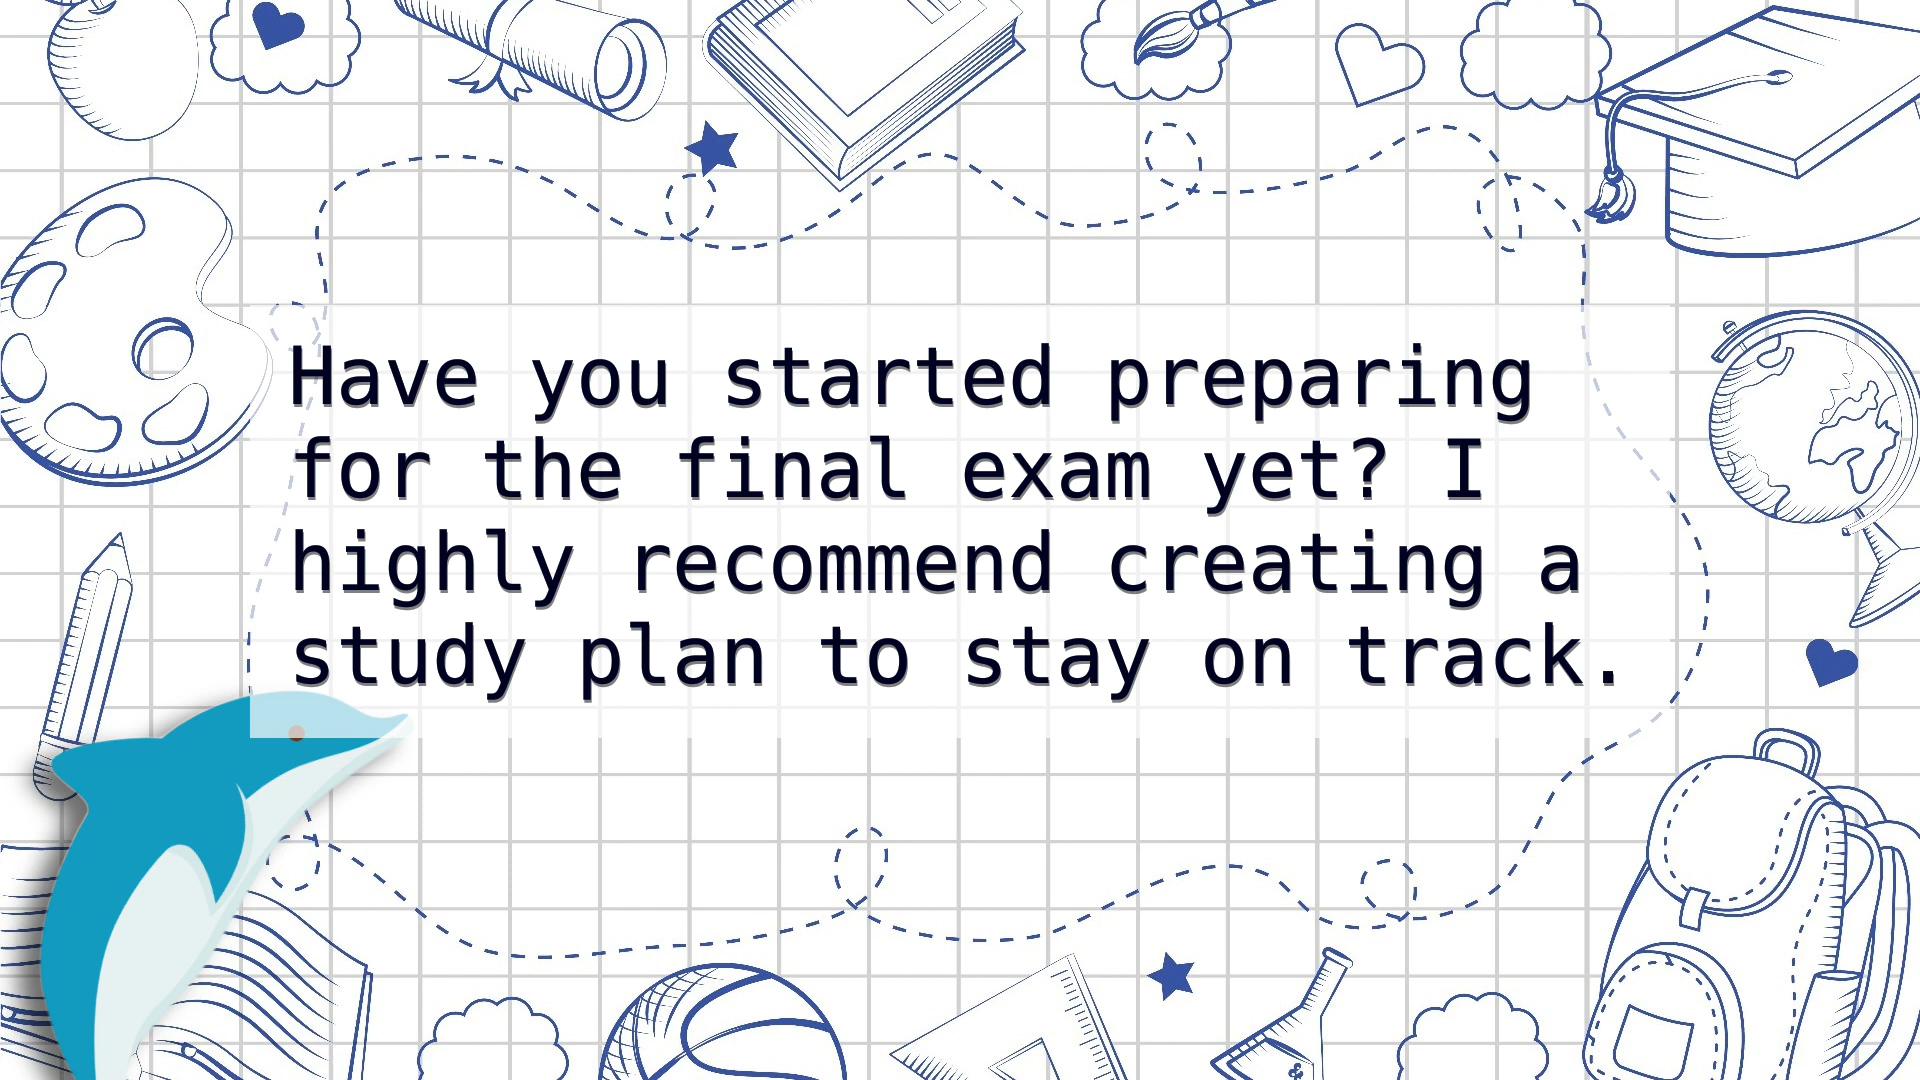 Have you started preparing
for the final exam yet? I
highly recommend creating a
study plan to stay on track.